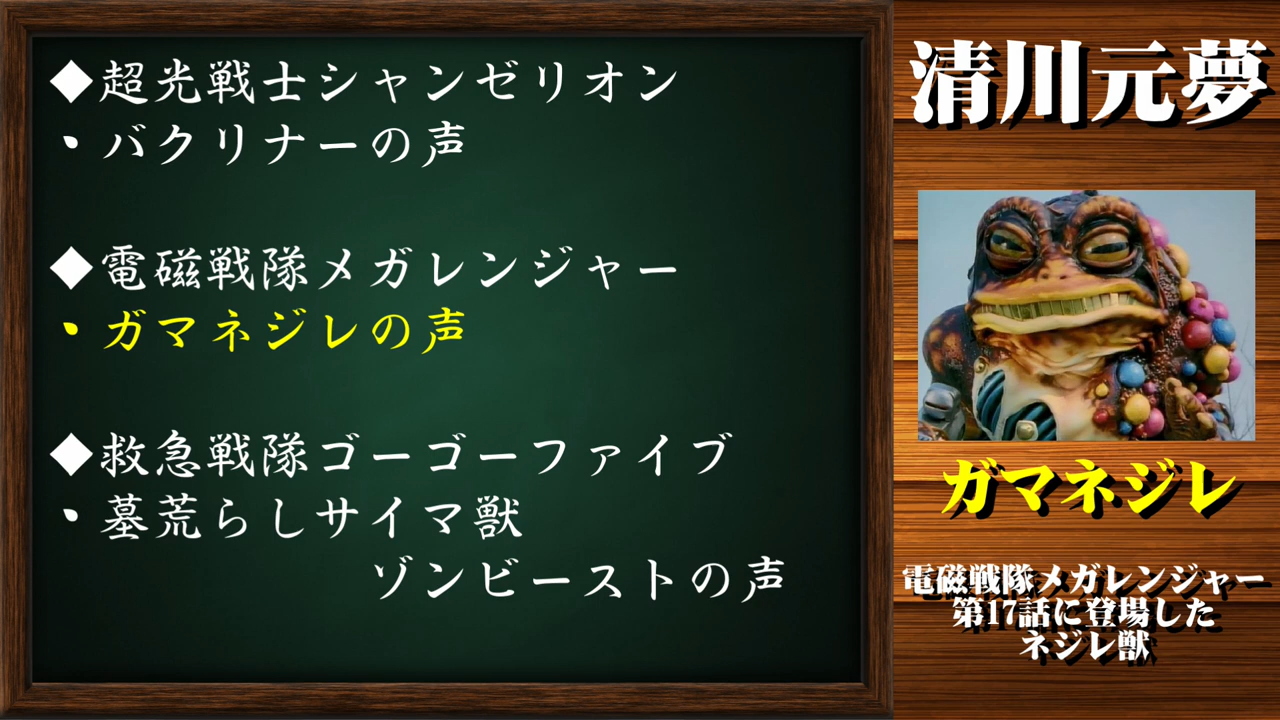 ◆超光戦士シャンゼリオン
・バクリナーの声
◆電磁戦隊メガレンジャー
・ガマネジレの声
◆救急戦隊ゴーゴーファイブ
・墓荒らしサイマ獣
ゾンビーストの声
清川元夢
ガマネジレ
電磁戦隊メガレンジャー
第17話に登場した
ネジレ獣